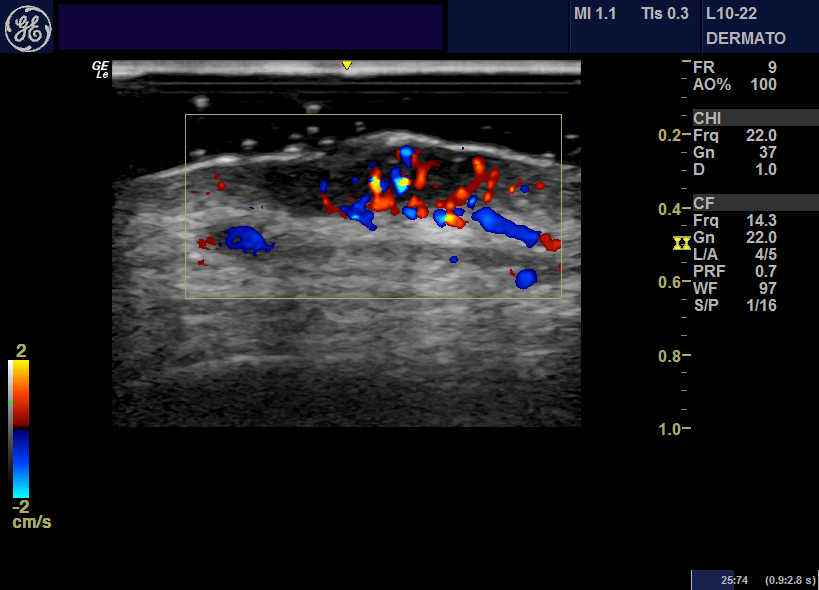 GE
MI 1.1 TIs 0.3 L10-22
DERMATO
GE
Le
FR 9
AO% 100
CHI
Frq 22.0
Gn 37
D 1.0
CF
Frq 14.3
Gn 22.0
L/A 4/5
PRF 0.7
WF 97
S/P 1/16
0.2
0.4
0.6
0.8
1.0
2
-2
cm/s
25:74 (0.9:2.8 s)